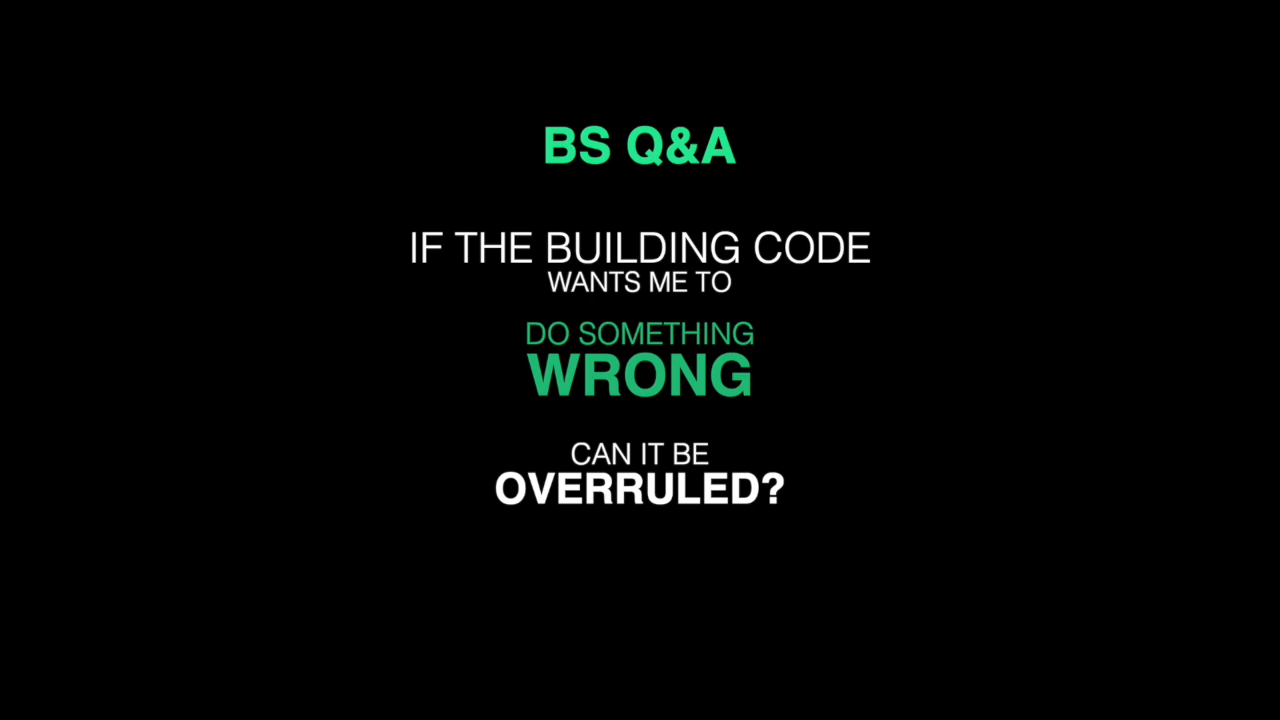 BS Q&A
IF THE BUILDING CODE
WANTS ME TO
DO SOMETHING
WRONG
CAN IT BE
OVERRULED?